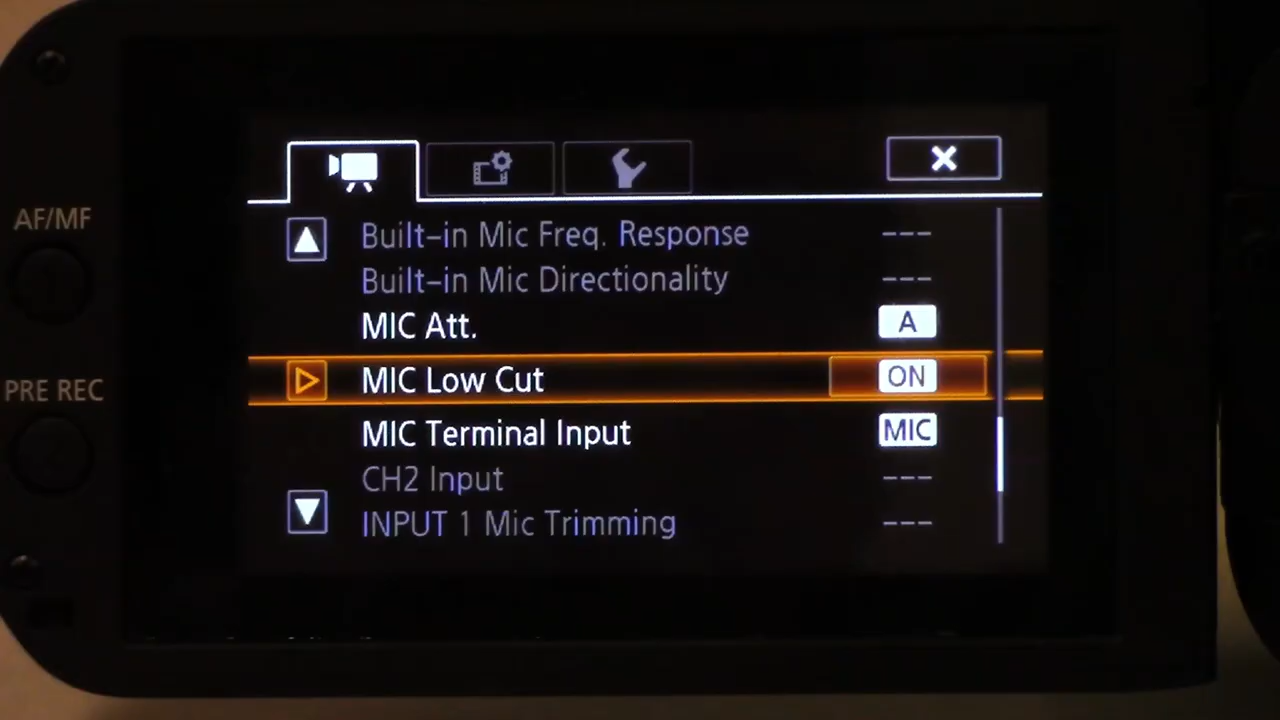 AF/MF
PRE REC
Built-in Mic Freq. Response ---
Built-in Mic Directionality ---
MIC Att. A
MIC Low Cut ON
MIC Terminal Input MIC
CH2 Input ---
INPUT 1 Mic Trimming ---